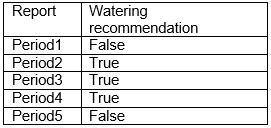 Report Watering
recommendation
Period1 False
Period2 True
Period3 True
Period4 True
Period5 False